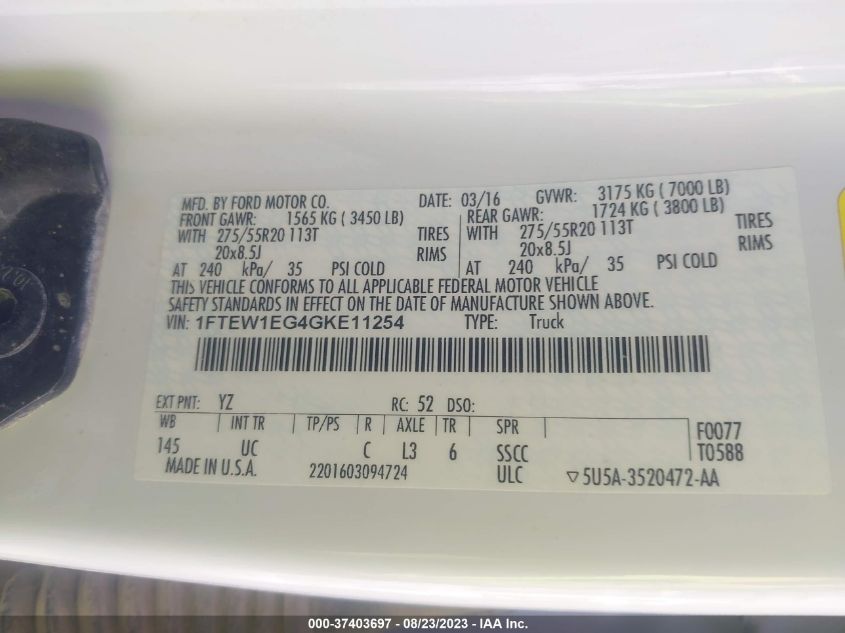 MFD. BY FORD MOTOR CO. DATE: 03/16 GVWR: 3175 KG ( 7000 LB)
FRONT GAWR: 1565 KG ( 3450 LB) REAR GAWR: 1724 KG ( 3800 LB)
WITH 275/55R20 113T TIRES WITH 275/55R20 113T TIRES
20x8.5J RIMS 20x8.5J RIMS
AT 240 kPa/ 35 PSI COLD AT 240 kPa/ 35 PSI COLD
THIS VEHICLE CONFORMS TO ALL APPLICABLE FEDERAL MOTOR VEHICLE
SAFETY STANDARDS IN EFFECT ON THE DATE OF MANUFACTURE SHOWN ABOVE.
VIN: 1FTEW1EG4GKE11254 TYPE: Truck
EXT PNT: YZ RC: 52 DSO:
WB INT TR TP/PS R AXLE TR SPR F0077
145 UC C L3 6 SSCC T0588
MADE IN U.S.A. 2201603094724 ULC ▽5U5A-3520472-AA
000-37403697 - 08/23/2023 - © IAA Inc.